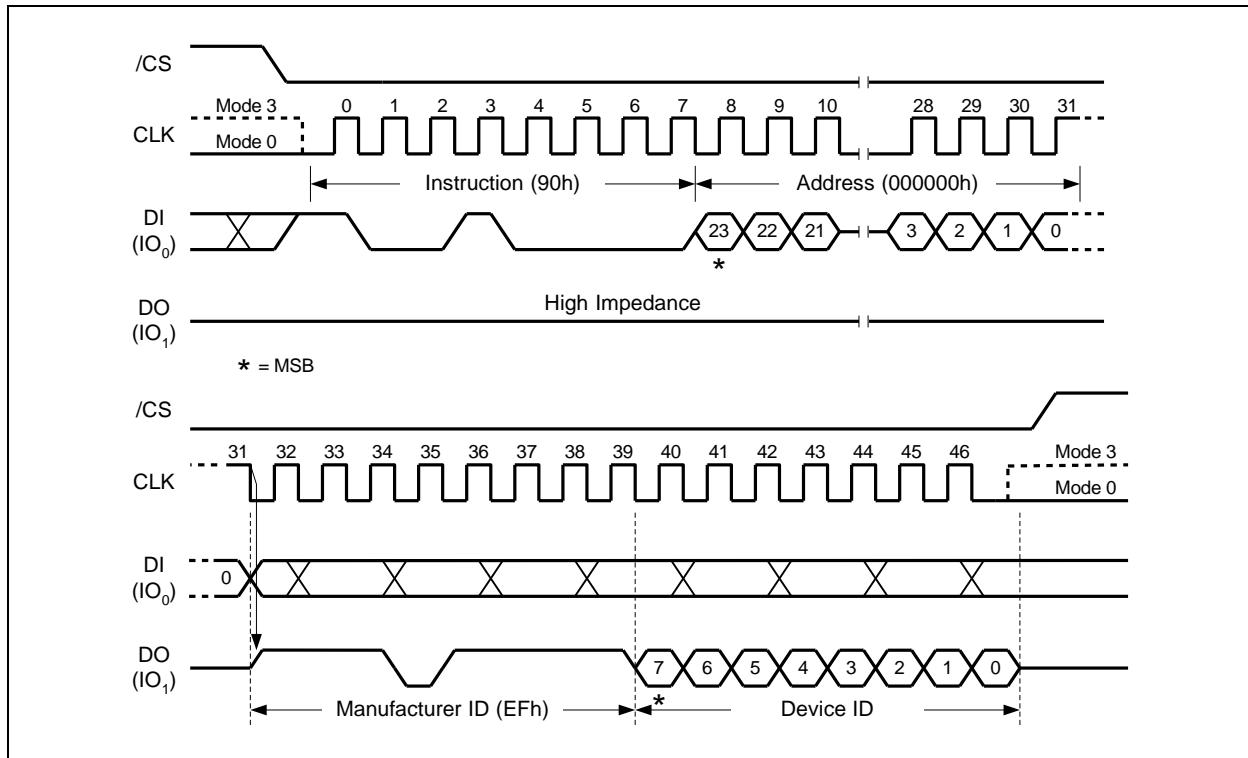 /CS
Mode 3
0 1 2 3 4 5 6 7 8 9 10 28 29 30 31
CLK
Mode 0
Instruction (90h)
Address (000000h)
DI
(IO0)
23 22 21 3 2 1 0
*
High Impedance
DO
(IO1)
* = MSB
/CS
31 32 33 34 35 36 37 38 39 40 41 42 43 44 45 46
Mode 3
CLK
Mode 0
DI
(IO0)
0
DO
(IO1)
7 6 5 4 3 2 1 0
*
Manufacturer ID (EFh)
Device ID